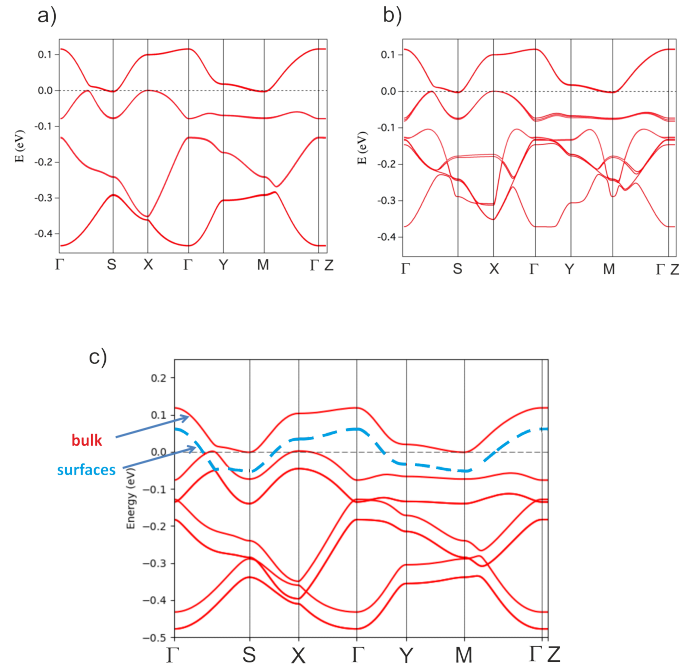 a)
b)
0.1
0.0
-0.1
-0.2
-0.3
-0.4
E (eV)
Γ S X Γ Y M Γ Z
0.1
0.0
-0.1
-0.2
-0.3
-0.4
E (eV)
Γ S X Γ Y M Γ Z
c)
0.2
0.1
0.0
−0.1
−0.2
−0.3
−0.4
−0.5
Energy (eV)
bulk
surfaces
Γ S X Γ Y M Γ Z